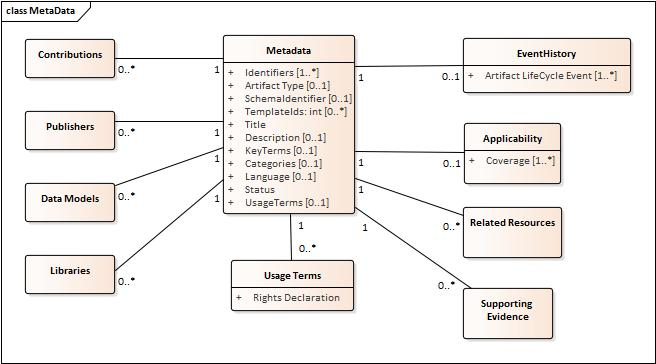 class MetaData
Contributions
0..*
1
Publishers
0..*
1
Data Models
0..*
1
Libraries
0..*
1
Metadata
+ Identifiers [1..*]
+ Artifact Type [0..1]
+ SchemaIdentifier [0..1]
+ TemplateIds: int [0..*]
+ Title
+ Description [0..1]
+ KeyTerms [0..1]
+ Categories [0..1]
+ Language [0..1]
+ Status
+ UsageTerms [0..1]
1
0..*
Usage Terms
+ Rights Declaration
1
0..1
EventHistory
+ Artifact LifeCycle Event [1..*]
1
0..1
Applicability
+ Coverage [1..*]
1
0..*
Related Resources
1
0..*
Supporting
Evidence